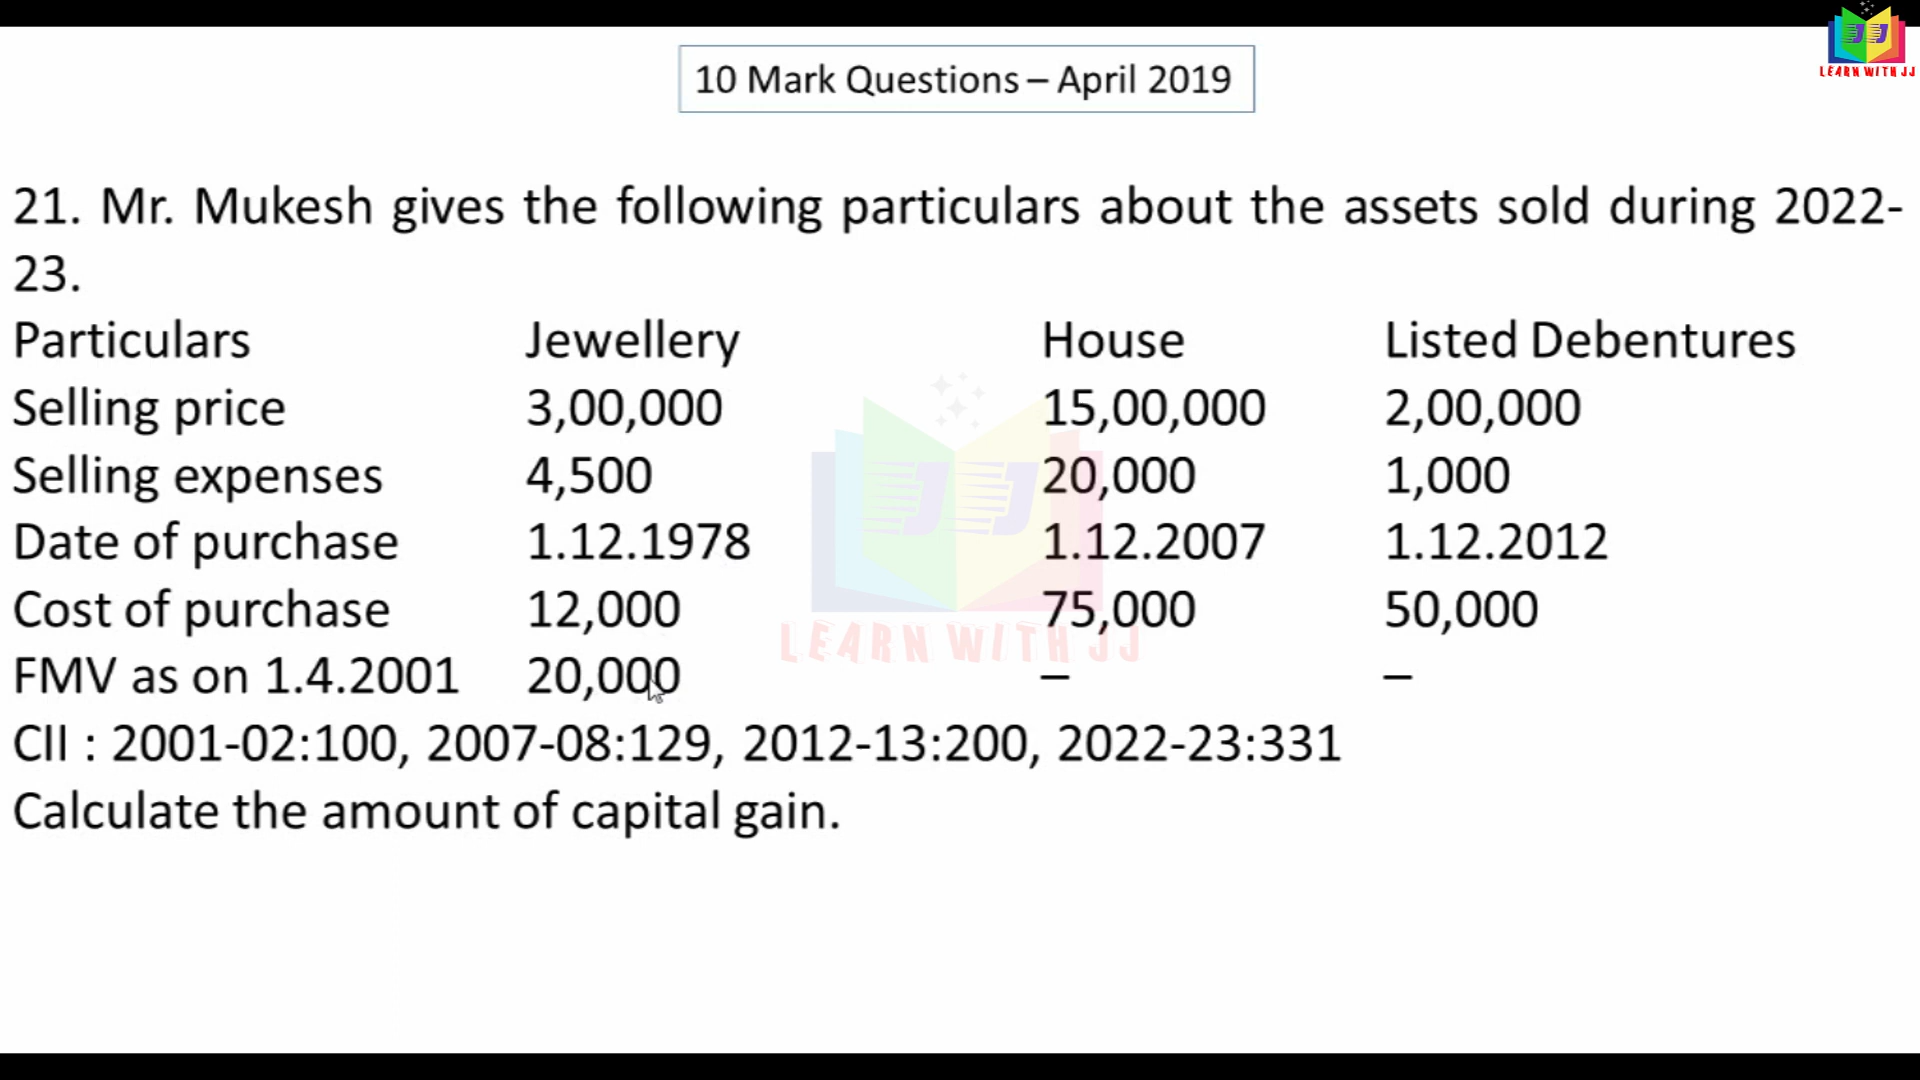 LEARN WITH JJ
10 Mark Questions – April 2019
21. Mr. Mukesh gives the following particulars about the assets sold during 2022-
23.
Particulars Jewellery House Listed Debentures
Selling price 3,00,000 15,00,000 2,00,000
Selling expenses 4,500 20,000 1,000
Date of purchase 1.12.1978 1.12.2007 1.12.2012
Cost of purchase 12,000 75,000 50,000
LEARN WITH JJ
FMV as on 1.4.2001 20,000 – –
CII : 2001-02:100, 2007-08:129, 2012-13:200, 2022-23:331
Calculate the amount of capital gain.